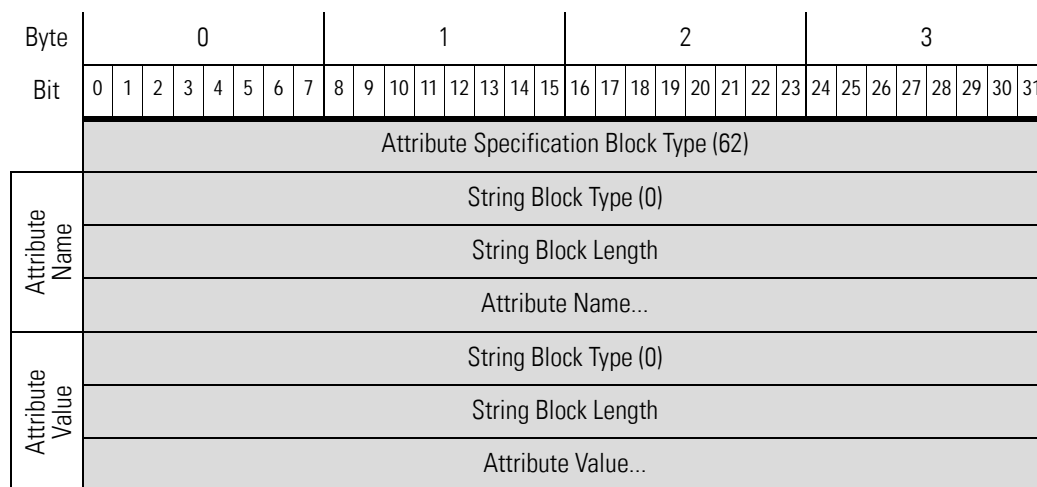 Byte 0 1 2 3
Bit 0 1 2 3 4 5 6 7 8 9 10 11 12 13 14 15 16 17 18 19 20 21 22 23 24 25 26 27 28 29 30 31
Attribute Specification Block Type (62)
Attribute
Name
String Block Type (0)
String Block Length
Attribute Name...
Attribute
Value
String Block Type (0)
String Block Length
Attribute Value...